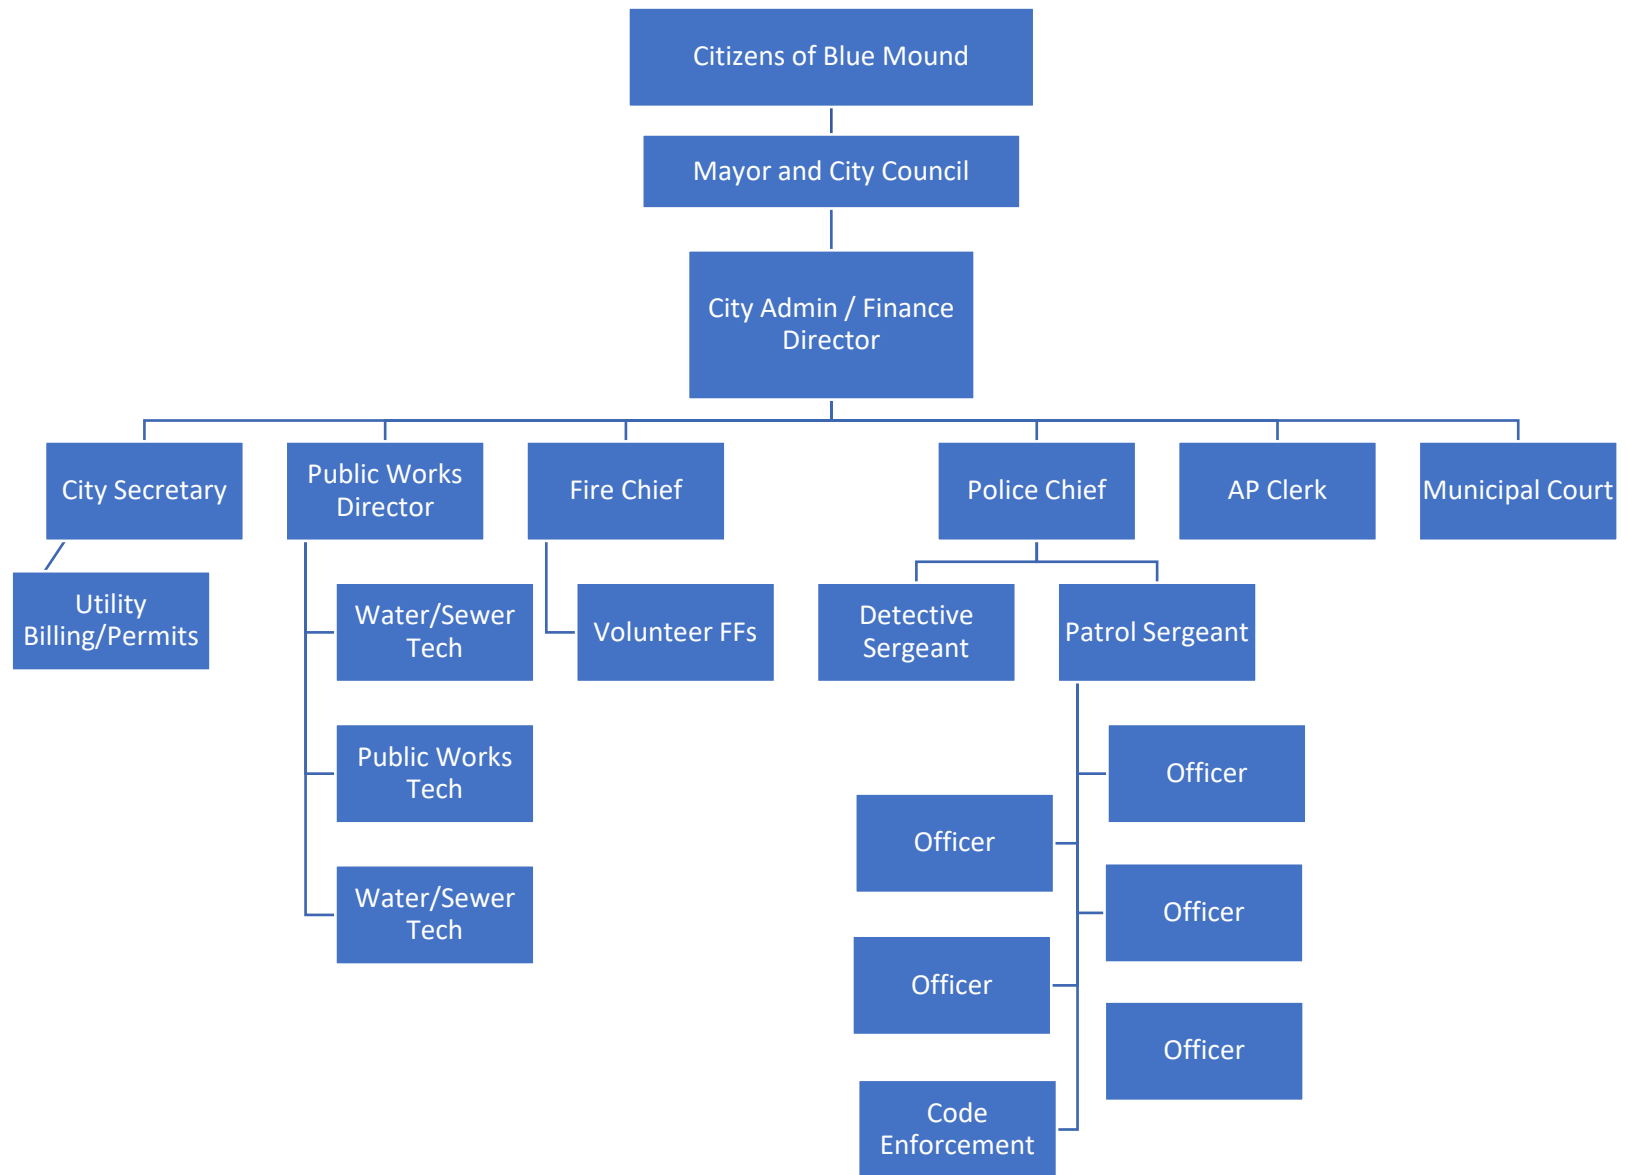 Citizens of Blue Mound
Mayor and City Council
City Admin / Finance
Director
City Secretary
Public Works
Director
Fire Chief
Police Chief
AP Clerk
Municipal Court
Utility
Billing/Permits
Water/Sewer
Tech
Volunteer FFs
Detective
Sergeant
Patrol Sergeant
Public Works
Tech
Officer
Officer
Water/Sewer
Tech
Officer
Officer
Officer
Code
Enforcement